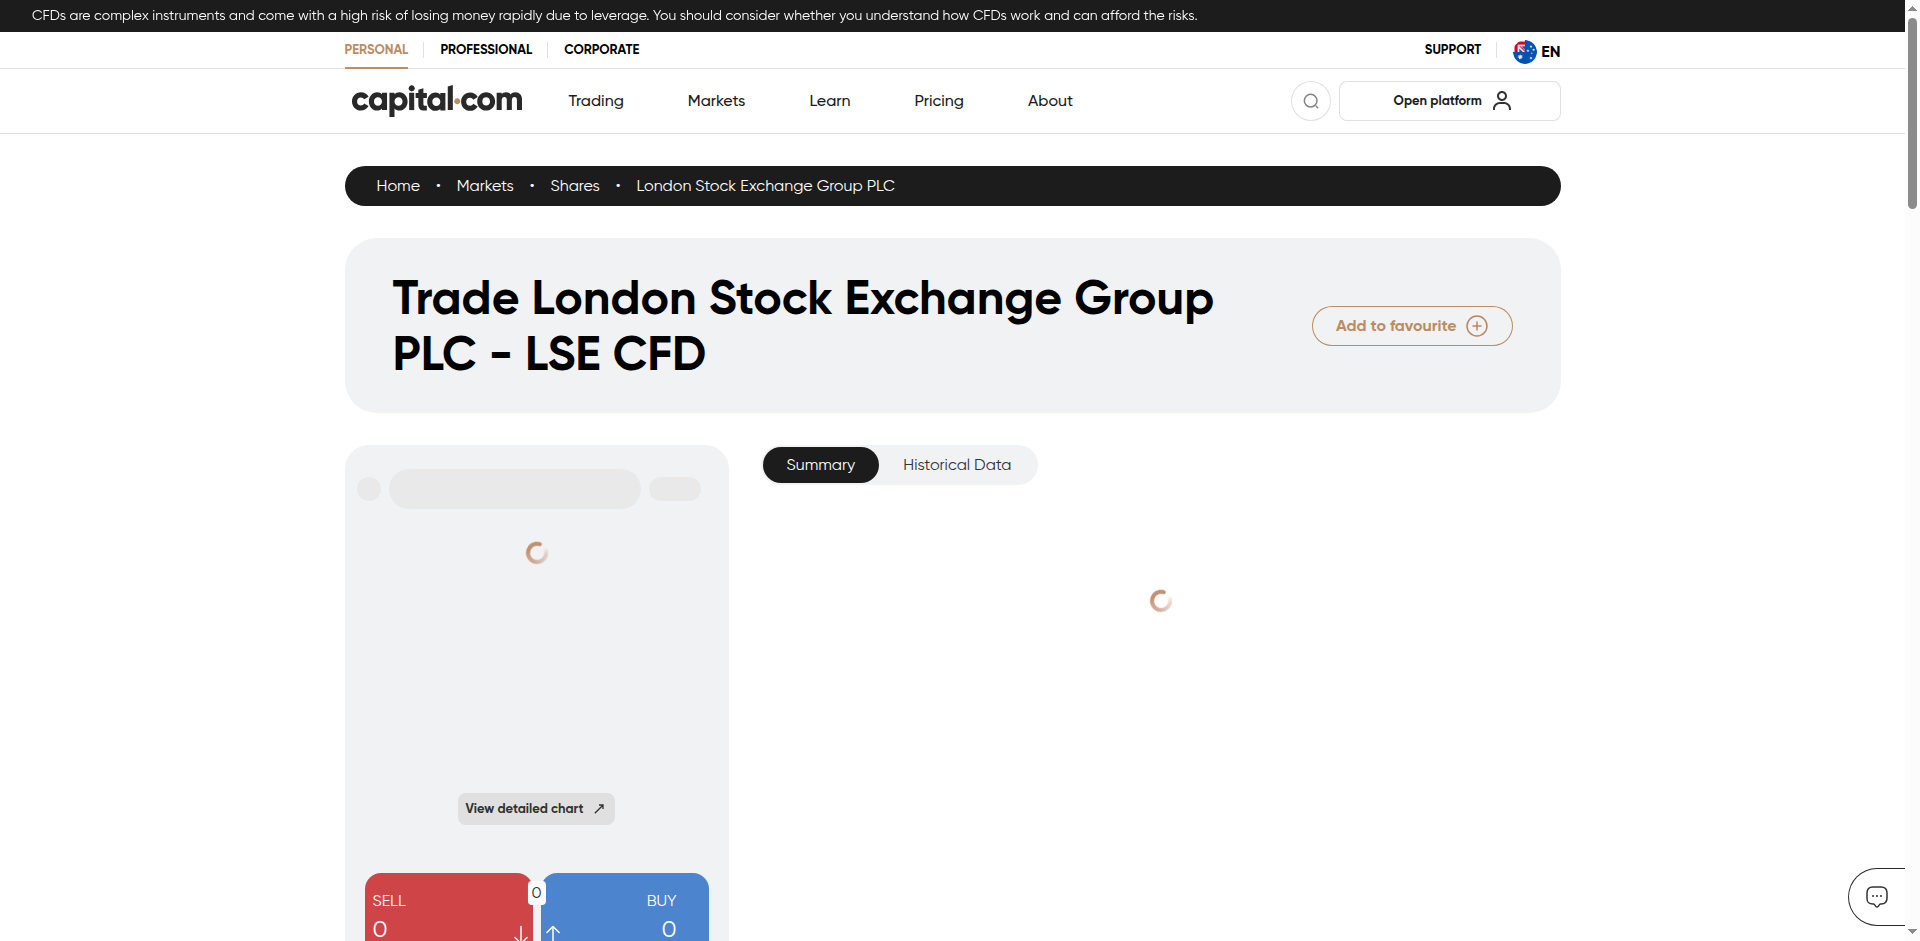 CFDs are complex instruments and come with a high risk of losing money rapidly due to leverage. You should consider whether you understand how CFDs work and can afford the risks.
PERSONAL PROFESSIONAL CORPORATE SUPPORT EN
capital.com Trading Markets Learn Pricing About Open platform
Home • Markets • Shares • London Stock Exchange Group PLC
Trade London Stock Exchange Group
PLC - LSE CFD
Add to favourite
Summary Historical Data
View detailed chart
SELL 0 BUY
0 0